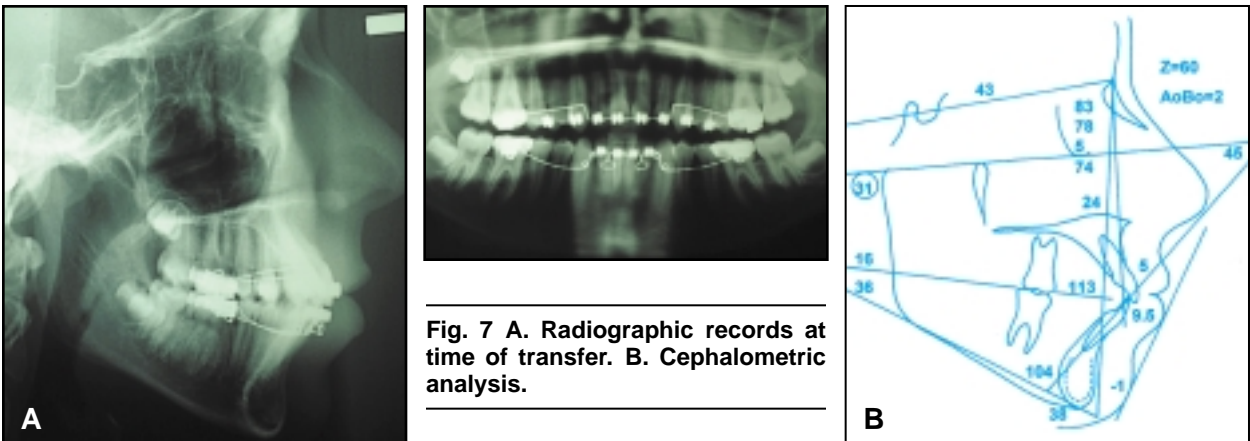 A
Fig. 7 A. Radiographic records at
time of transfer. B. Cephalometric
analysis.
Z=60
AoBo=2
43
83
78
5
74
46
31
24
16
36
113
5
9.5
104
-1
38
B